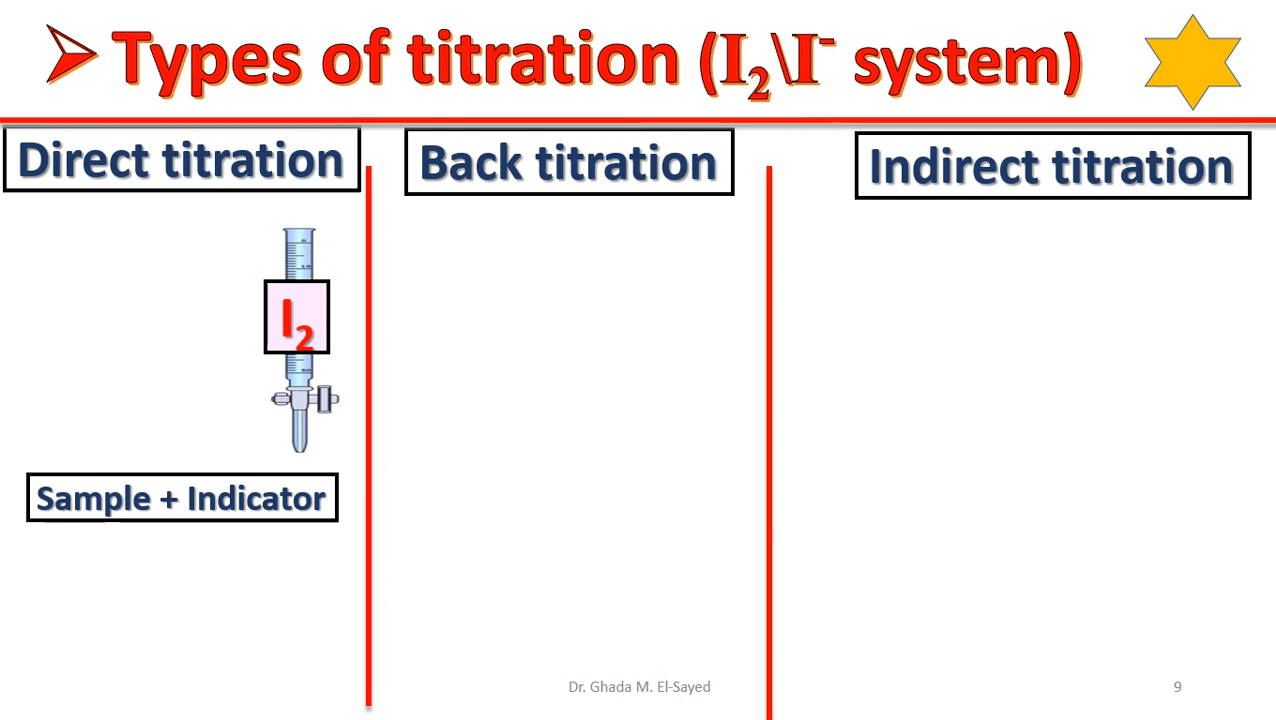 Types of titration (I₂\I⁻ system)
Direct titration
Back titration
Indirect titration
I₂
Sample + Indicator
Dr. Ghada M. El-Sayed
9